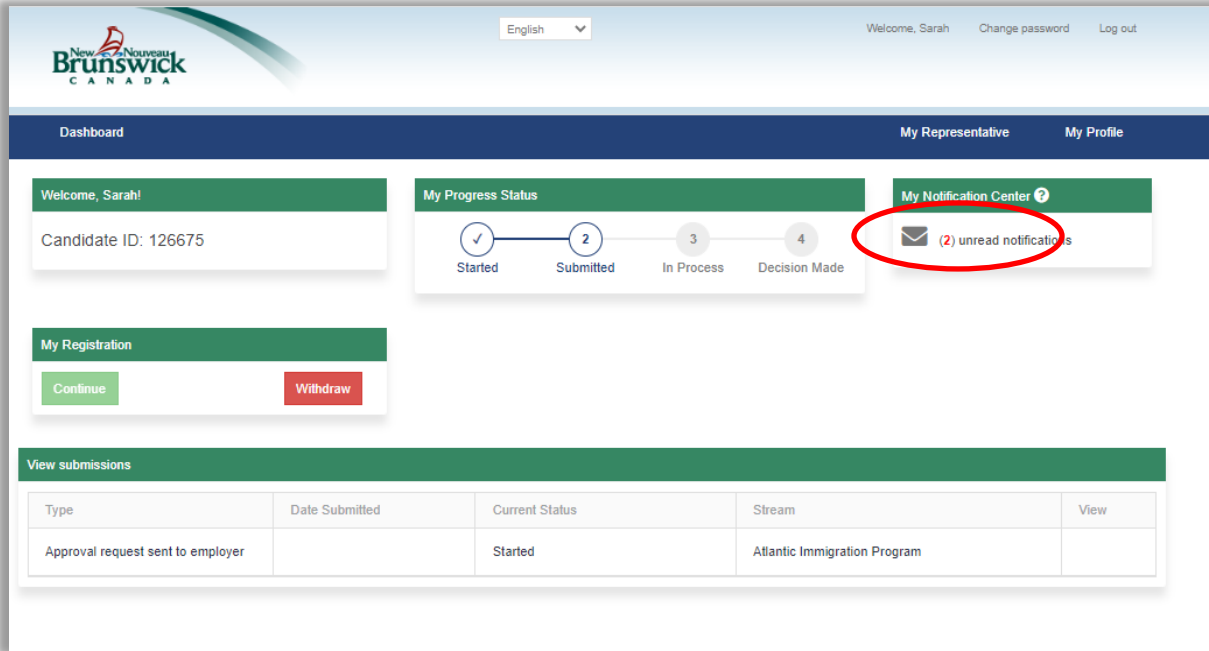 English
Welcome, Sarah Change password Log out
New Nouveau
Brunswick
CANADA
Dashboard My Representative My Profile
Welcome, Sarah!
Candidate ID: 126675
My Progress Status
✓ 2 3 4
Started Submitted In Process Decision Made
My Notification Center ?
(2) unread notifications
My Registration
Continue Withdraw
View submissions
Type Date Submitted Current Status Stream View
Approval request sent to employer Started Atlantic Immigration Program